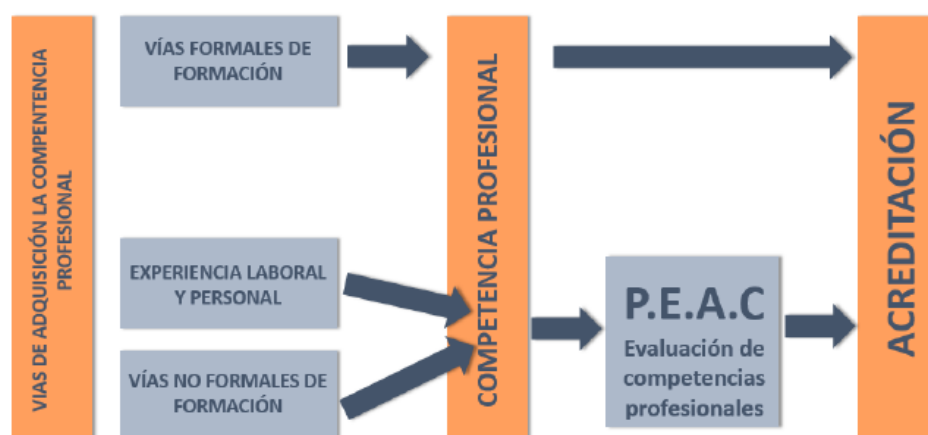 VIAS DE ADQUISICIÓN LA COMPENTENCIA
PROFESIONAL
VÍAS FORMALES DE
FORMACIÓN
EXPERIENCIA LABORAL
Y PERSONAL
VÍAS NO FORMALES DE
FORMACIÓN
COMPETENCIA PROFESIONAL
P.E.A.C
Evaluación de
competencias
profesionales
ACREDITACIÓN